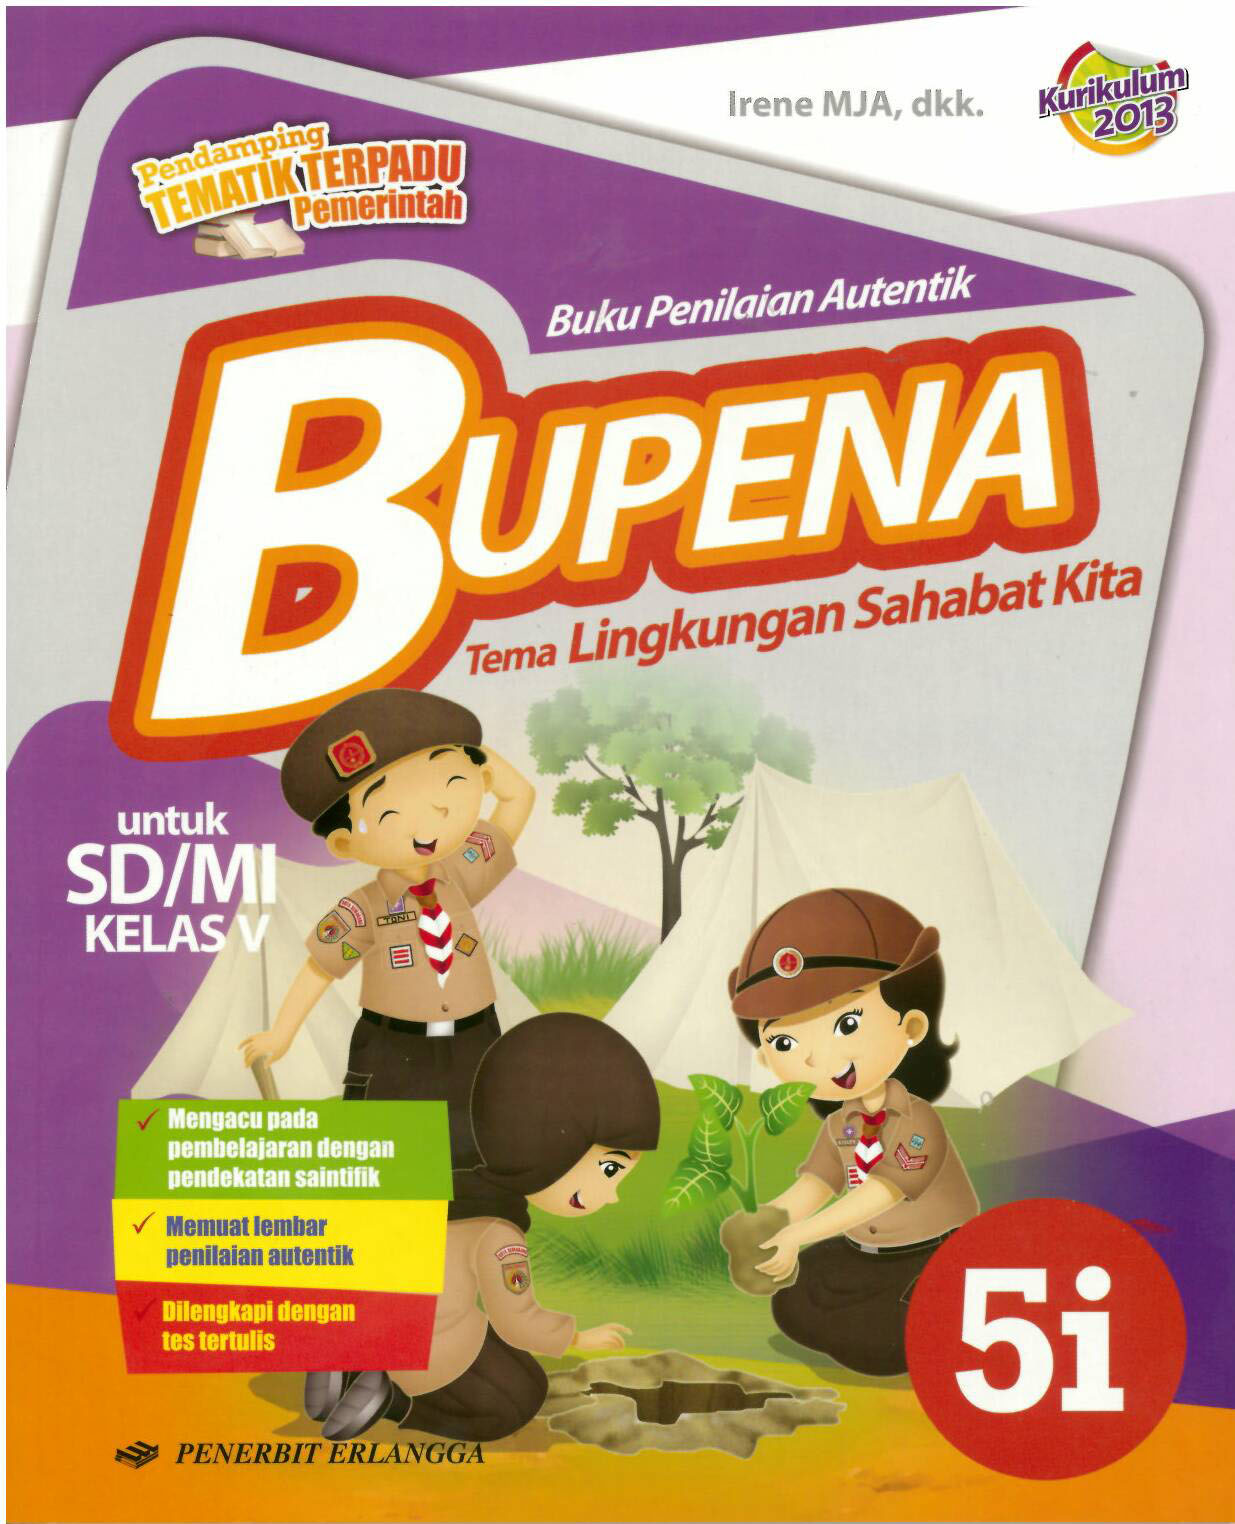 Irene MJA, dkk.
Kurikulum
2013
Pendamping
TEMATIK TERPADU
Pemerintah
Buku Penilaian Autentik
BUPENA
Tema Lingkungan Sahabat Kita
untuk
SD/MI
KELAS V
TONI
Mengacu pada
pembelajaran dengan
pendekatan saintifik
Memuat lembar
penilaian autentik
Dilengkapi dengan
tes tertulis
5i
PENERBIT ERLANGGA